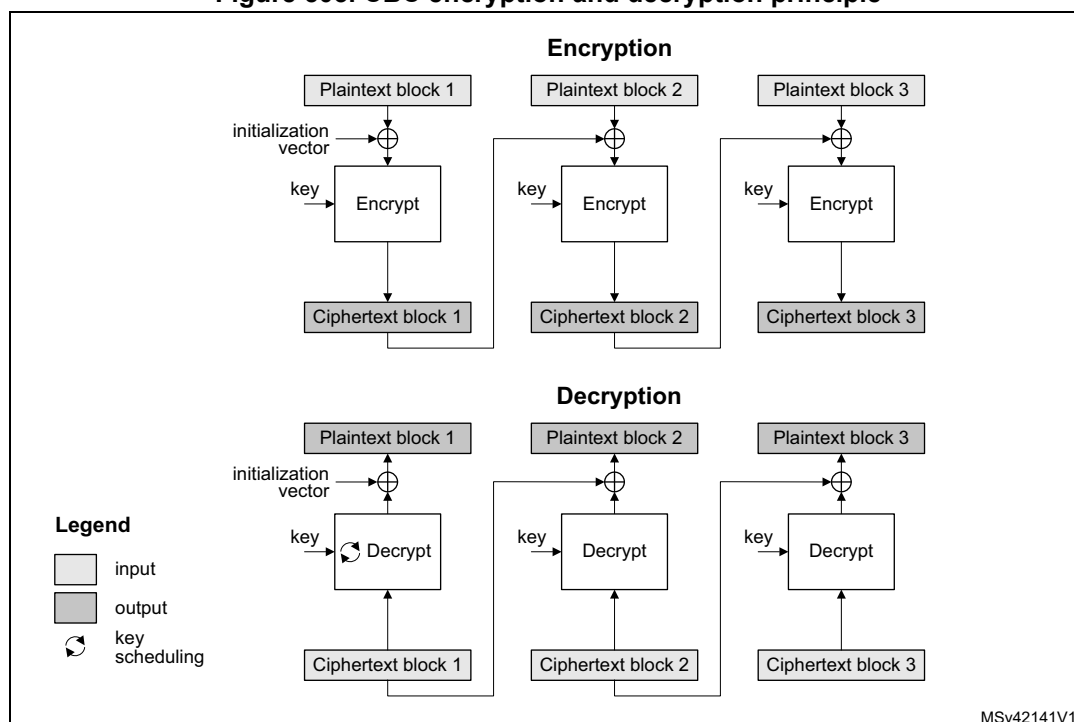 Encryption
Plaintext block 1 Plaintext block 2 Plaintext block 3
initialization
vector
key Encrypt key Encrypt key Encrypt
Ciphertext block 1 Ciphertext block 2 Ciphertext block 3
Decryption
Plaintext block 1 Plaintext block 2 Plaintext block 3
initialization
vector
Legend
key Decrypt key Decrypt key Decrypt
input
output
key
scheduling
Ciphertext block 1 Ciphertext block 2 Ciphertext block 3
MSv42141V1